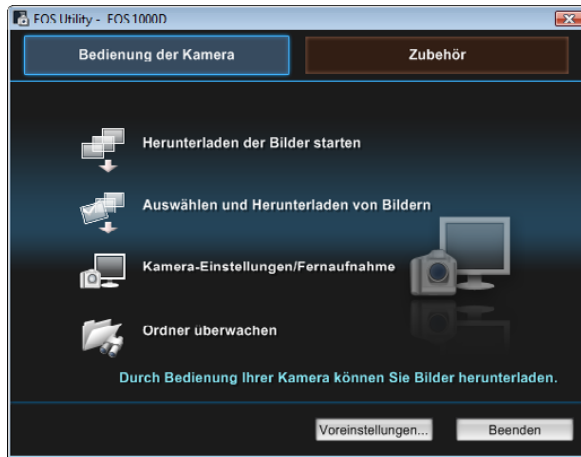 EOS Utility - EOS 1000D
Bedienung der Kamera
Zubehör
Herunterladen der Bilder starten
Auswählen und Herunterladen von Bildern
Kamera-Einstellungen/Fernaufnahme
Ordner überwachen
Durch Bedienung Ihrer Kamera können Sie Bilder herunterladen.
Voreinstellungen...
Beenden